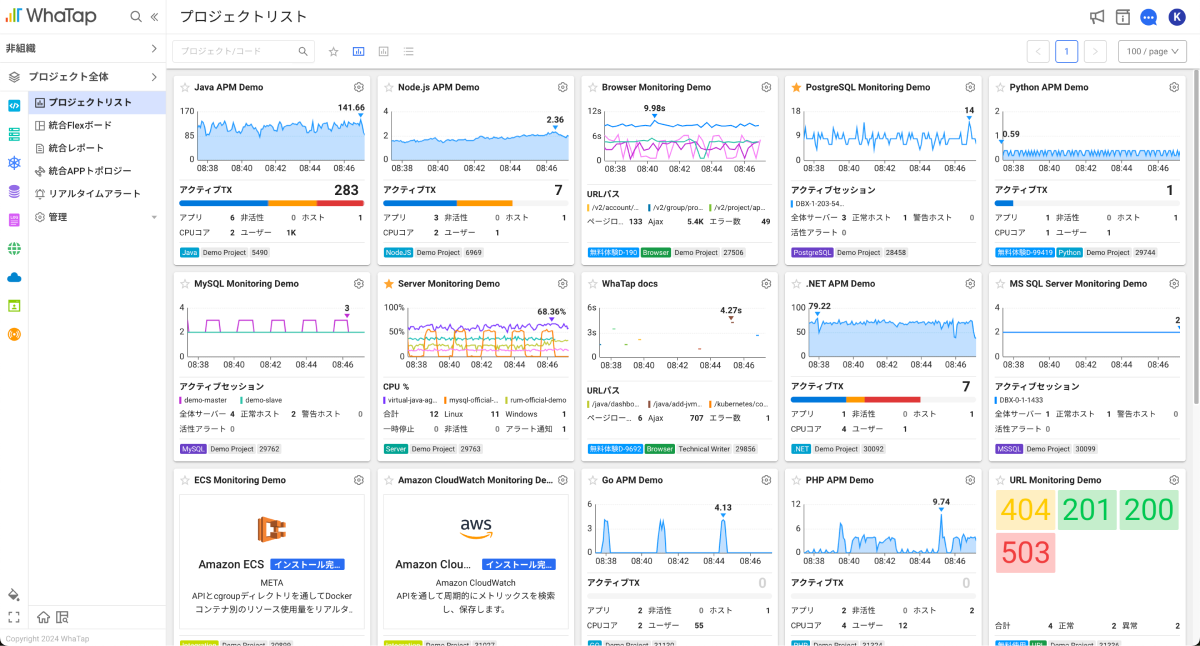 WhaTap
プロジェクトリスト
K
非組織
プロジェクト/コード
1
100 / page
プロジェクト全体
プロジェクトリスト
統合Flexボード
統合レポート
統合APPトポロジー
リアルタイムアラート
管理
Copyright 2024 WhaTap
Java APM Demo
141.66
170
85
0
08:38 08:40 08:42 08:44 08:46
アクティブTX 283
アプリ 6 非活性 0 ホスト 1
CPUコア 2 ユーザー 1K
Java Demo Project 5490
Node.js APM Demo
2.36
4
2
0
08:38 08:40 08:42 08:44 08:46
アクティブTX 7
アプリ 3 非活性 0 ホスト 1
CPUコア 2 ユーザー 1
NodeJS Demo Project 6969
Browser Monitoring Demo
9.98s
12s
6s
0
08:38 08:40 08:42 08:44 08:46
URLパス
/v2/account/... /v2/group/pro... /v2/project/ap...
ページロ... 133 Ajax 5.4K エラー数 49
無料体験D-190 Browser Demo Project 27506
PostgreSQL Monitoring Demo
14
18
9
0
08:38 08:40 08:42 08:44 08:46
アクティブセッション
DBX-1-203-54...
全体サーバー 3 正常ホスト 1 警告ホスト 0
活性アラート 0
PostgreSQL Demo Project 28458
Python APM Demo
0.59
2
1
0
08:38 08:40 08:42 08:44 08:46
アクティブTX 1
アプリ 1 非活性 0 ホスト 1
CPUコア 1 ユーザー 1
無料体験D-99419 Python Demo Project 29744
MySQL Monitoring Demo
3
4
2
0
08:38 08:40 08:42 08:44 08:46
アクティブセッション
demo-master demo-slave
全体サーバー 4 正常ホスト 2 警告ホスト 0
活性アラート 0
MySQL Demo Project 29762
Server Monitoring Demo
68.36%
100%
50%
0
08:38 08:40 08:42 08:44 08:46
CPU %
virtual-java-ag... mysql-official-... rum-official-demo
合計 12 Linux 11 Windows 1
一時停止 0 非活性 0 アラート通知 1
Server Demo Project 29763
WhaTap docs
4.27s
6s
3s
0
08:38 08:40 08:42 08:44 08:46
URLパス
/java/dashbo... /java/add-jvm... /kubernetes/co...
ページロー... 6 Ajax 707 エラー数 1
無料体験D-9692 Browser Technical Writer 29856
.NET APM Demo
79.22
100
50
0
08:38 08:40 08:42 08:44 08:46
アクティブTX 7
アプリ 1 非活性 0 ホスト 1
CPUコア 4 ユーザー 1
.NET Demo Project 30092
MS SQL Server Monitoring Demo
2
4
2
0
08:38 08:40 08:42 08:44 08:46
アクティブセッション
DBX-0-1-1433
全体サーバー 1 正常ホスト 1 警告ホスト 0
活性アラート 0
MSSQL Demo Project 30099
ECS Monitoring Demo
Amazon ECS インストール完...
META
APIとcgroupディレクトリを通してDocker
コンテナ別のリソース使用量をリアルタ...
Demo Project 30899
Amazon CloudWatch Monitoring De...
aws
Amazon Clou... インストール完...
Amazon CloudWatch
APIを通して周期的にメトリックスを検索
し、保存します。
Demo Project 31027
Go APM Demo
4.13
6
3
0
08:38 08:40 08:42 08:44 08:46
アクティブTX 0
アプリ 2 非活性 0 ホスト 1
CPUコア 2 ユーザー 55
GO Demo Project 31130
PHP APM Demo
9.74
12
6
0
08:38 08:40 08:42 08:44 08:46
アクティブTX 0
アプリ 2 非活性 0 ホスト 2
CPUコア 4 ユーザー 12
PHP Demo Project 31324
URL Monitoring Demo
404 201 200
503
合計 4 正常 2 異常 2
無料使用 URL Demo Project 31326